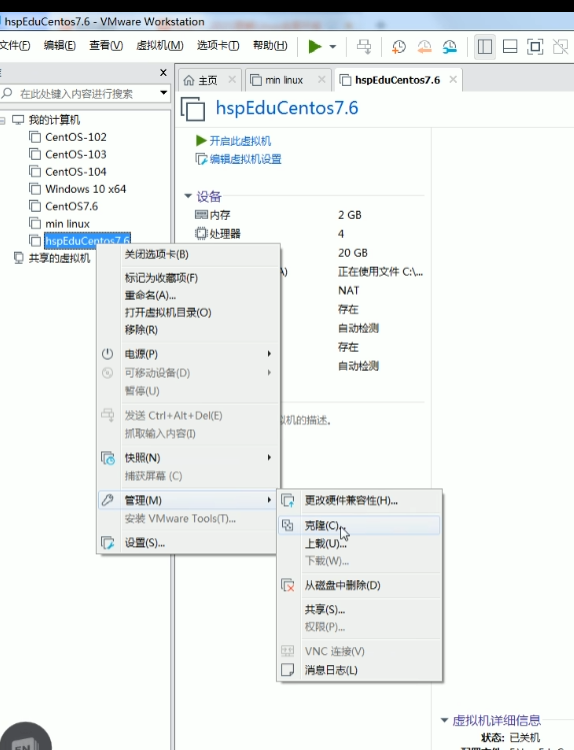 hspEduCentos7.6 - VMware Workstation
文件(F) 编辑(E) 查看(V) 虚拟机(M) 选项卡(T) 帮助(H)
在此处键入内容进行搜索
主页 min linux hspEduCentos7.6
我的计算机
CentOS-102
CentOS-103
CentOS-104
Windows 10 x64
CentOS7.6
min linux
hspEduCentos7.6
共享的虚拟机
hspEduCentos7.6
开启此虚拟机
编辑虚拟机设置
设备
内存 2 GB
处理器 4
20 GB
A) 正在使用文件 C:\...
NAT
存在
自动检测
存在
自动检测
拟机的描述。
关闭选项卡(B)
标记为收藏项(F)
重命名(A)...
打开虚拟机目录(O)
移除(R)
电源(P)
可移动设备(D)
暂停(U)
发送 Ctrl+Alt+Del(E)
抓取输入内容(I)
快照(N)
捕获屏幕 (C)
管理(M)
安装 VMware Tools(T)...
设置(S)...
更改硬件兼容性(H)...
克隆(C)...
上载(U)...
下载(W)...
从磁盘中删除(D)
共享(S)...
权限(P)...
VNC 连接(V)
消息日志(L)
虚拟机详细信息
状态: 已关机
EN